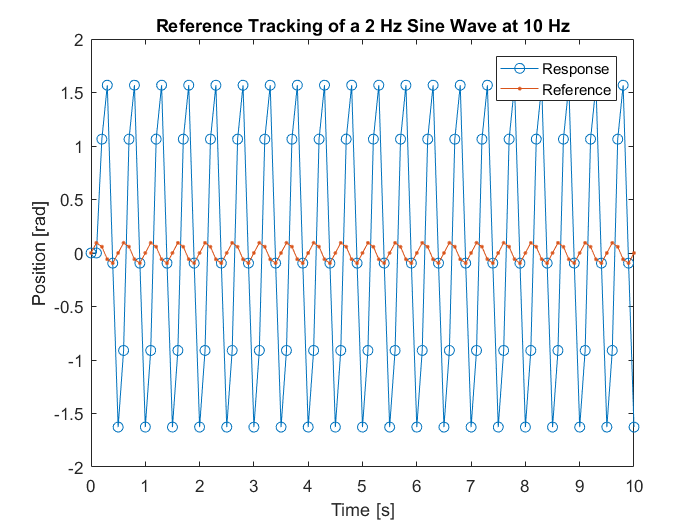 Reference Tracking of a 2 Hz Sine Wave at 10 Hz
2
1.5
1
0.5
0
-0.5
-1
-1.5
-2
Position [rad]
Response
Reference
0 1 2 3 4 5 6 7 8 9 10
Time [s]